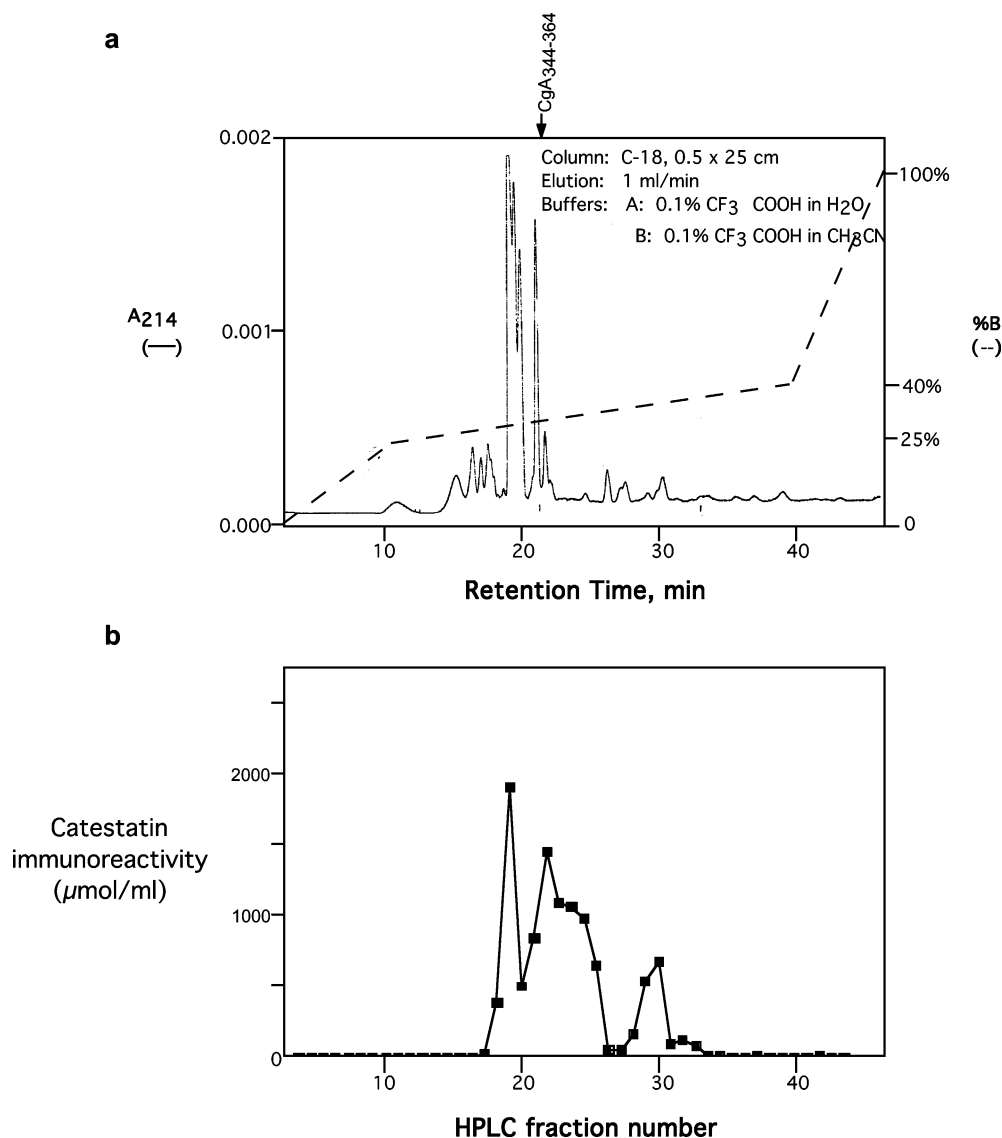 a
CgA344-364
0.002
0.001
0.000
A214
(—)
Column: C-18, 0.5 x 25 cm
Elution: 1 ml/min
Buffers: A: 0.1% CF3 COOH in H2O
B: 0.1% CF3 COOH in CH3CN
100%
%B
(--)
40%
25%
0
10 20 30 40
Retention Time, min
b
2000
1000
0
Catestatin
immunoreactivity
(µmol/ml)
10 20 30 40
HPLC fraction number